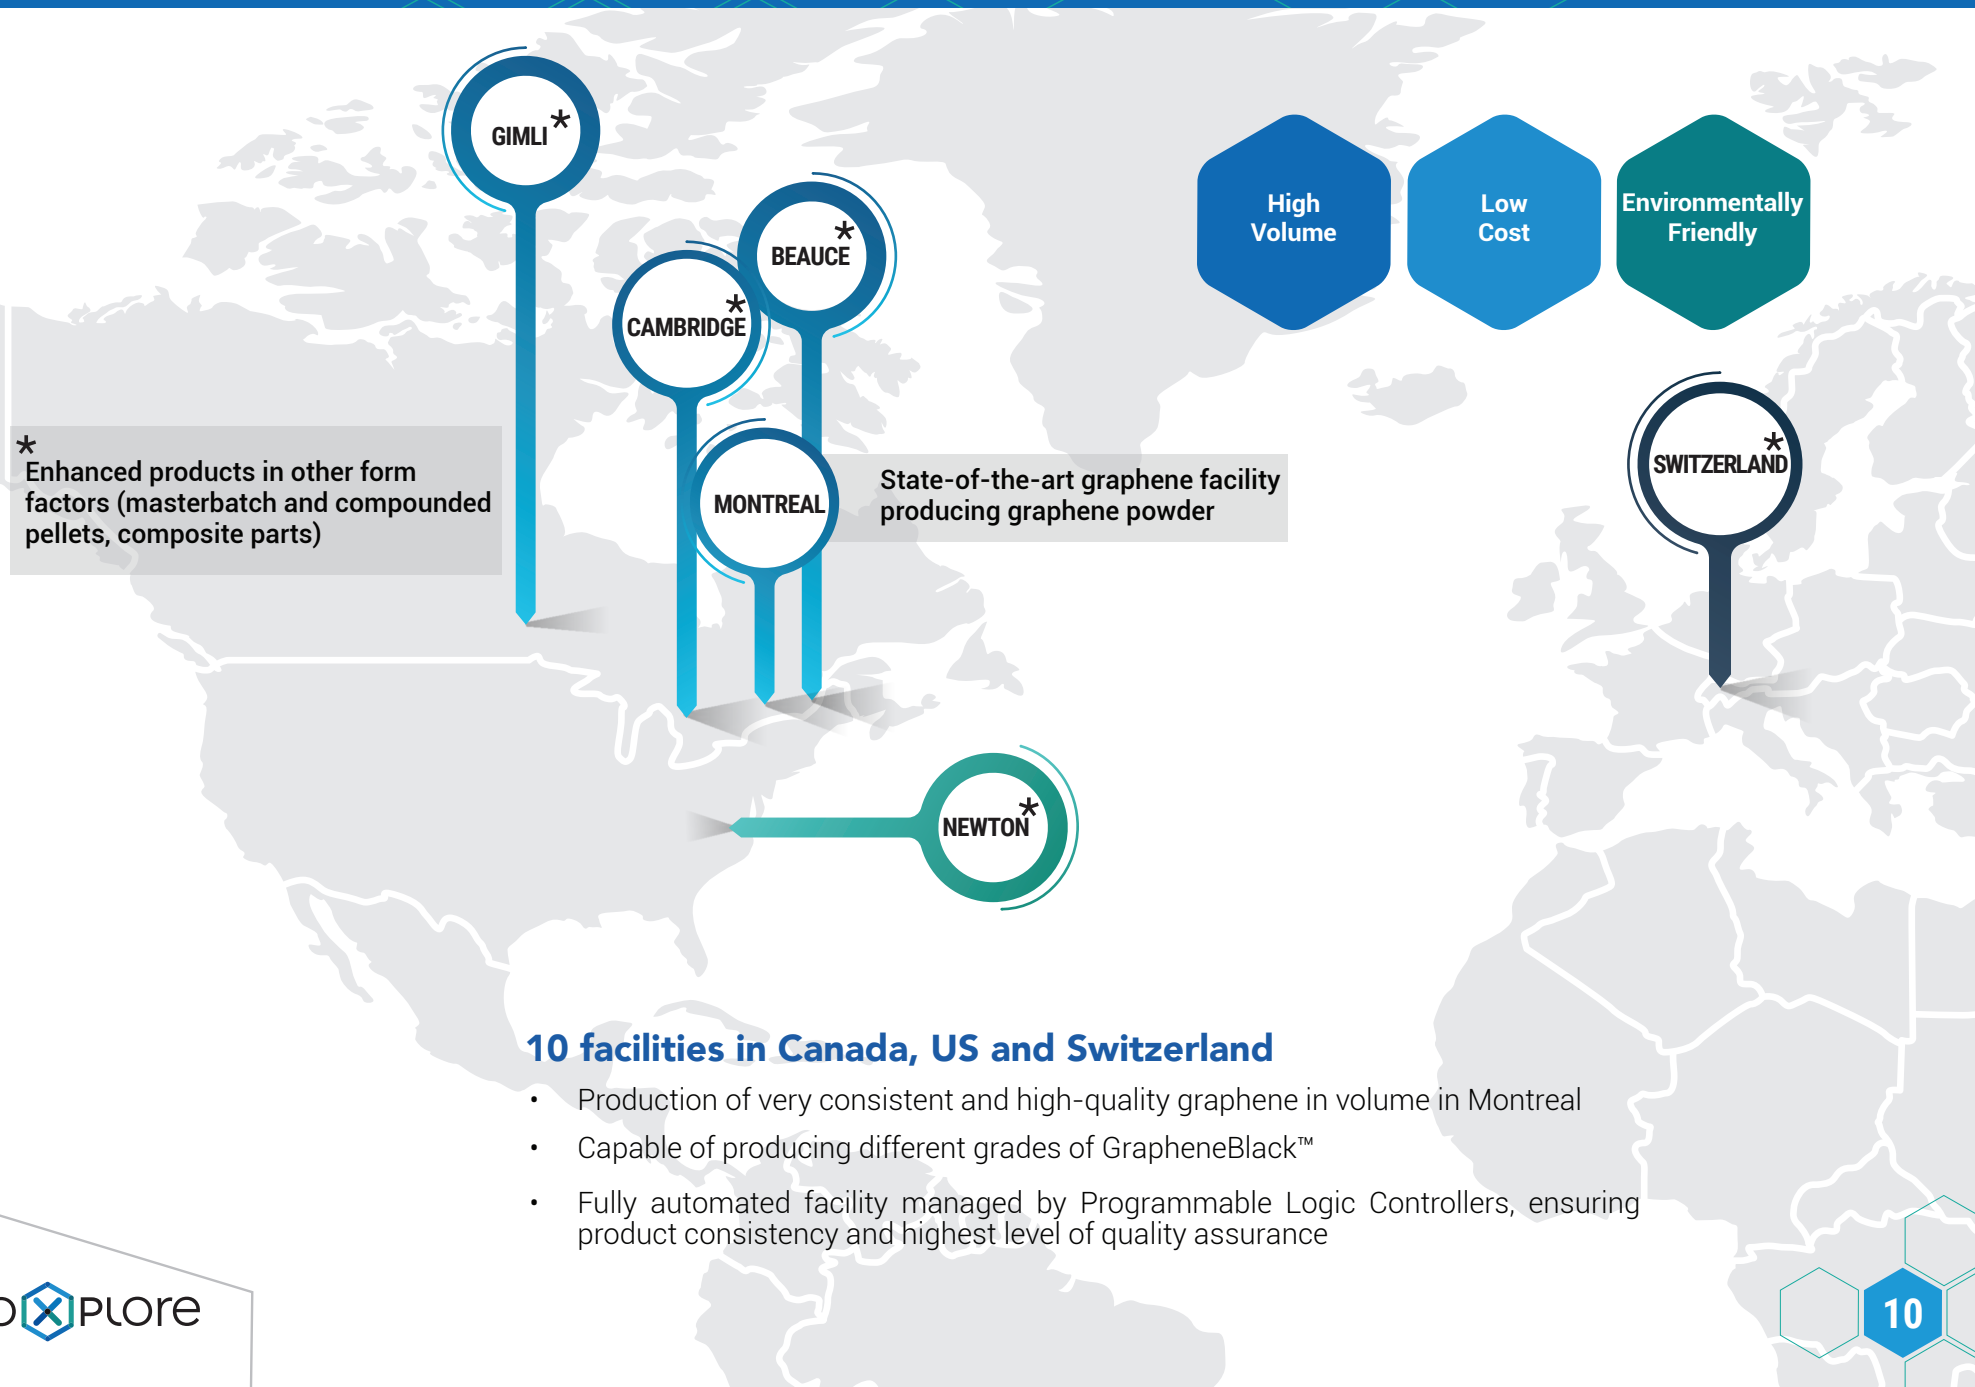 GIMLI*
BEAUCE*
CAMBRIDGE*
High
Volume
Low
Cost
Environmentally
Friendly
*
Enhanced products in other form
factors (masterbatch and compounded
pellets, composite parts)
MONTREAL
State-of-the-art graphene facility
producing graphene powder
SWITZERLAND*
NEWTON*
10 facilities in Canada, US and Switzerland
• Production of very consistent and high-quality graphene in volume in Montreal
• Capable of producing different grades of GrapheneBlack™
• Fully automated facility managed by Programmable Logic Controllers, ensuring
product consistency and highest level of quality assurance
oXPLORe
10